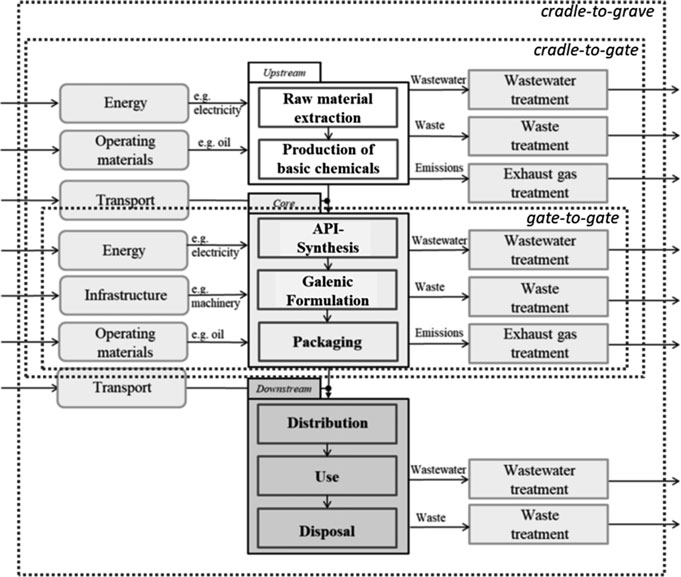 cradle-to-grave
cradle-to-gate
Upstream
Energy
e.g.
electricity
Raw material
extraction
Wastewater
Wastewater
treatment
Operating
materials
e.g. oil
Production of
basic chemicals
Waste
Waste
treatment
Emissions
Exhaust gas
treatment
Transport
Core
gate-to-gate
Energy
e.g.
electricity
API-
Synthesis
Wastewater
Wastewater
treatment
Infrastructure
e.g.
machinery
Galenic
Formulation
Waste
Waste
treatment
Operating
materials
e.g. oil
Packaging
Emissions
Exhaust gas
treatment
Transport
Downstream
Distribution
Use
Wastewater
Wastewater
treatment
Disposal
Waste
Waste
treatment